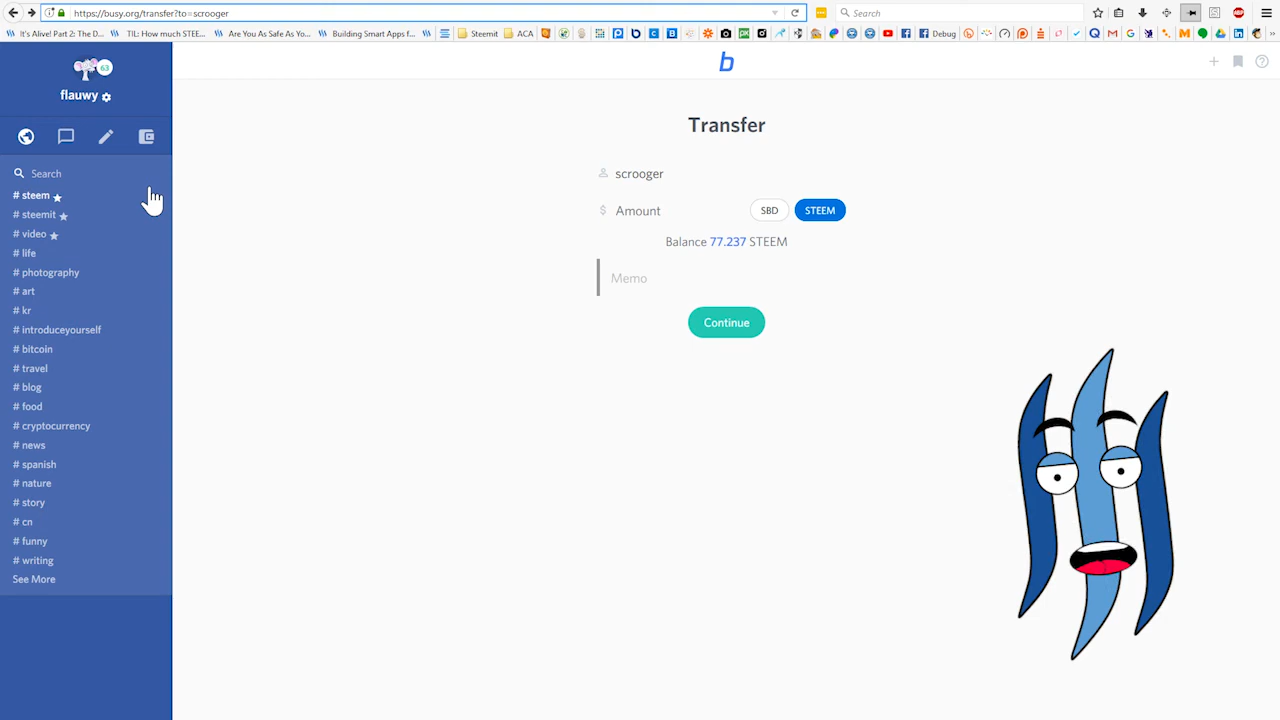 https://busy.org/transfer?to=scrooger
Search
It's Alive! Part 2: The D...
TIL: How much STEE...
Are You As Safe As Yo...
Building Smart Apps f...
Steemit
ACA
Debug
63
flauwy
b
Search
# steem
# steemit
# video
# life
# photography
# art
# kr
# introduceyourself
# bitcoin
# travel
# blog
# food
# cryptocurrency
# news
# spanish
# nature
# story
# cn
# funny
# writing
See More
Transfer
scrooger
$ Amount SBD STEEM
Balance 77.237 STEEM
Memo
Continue